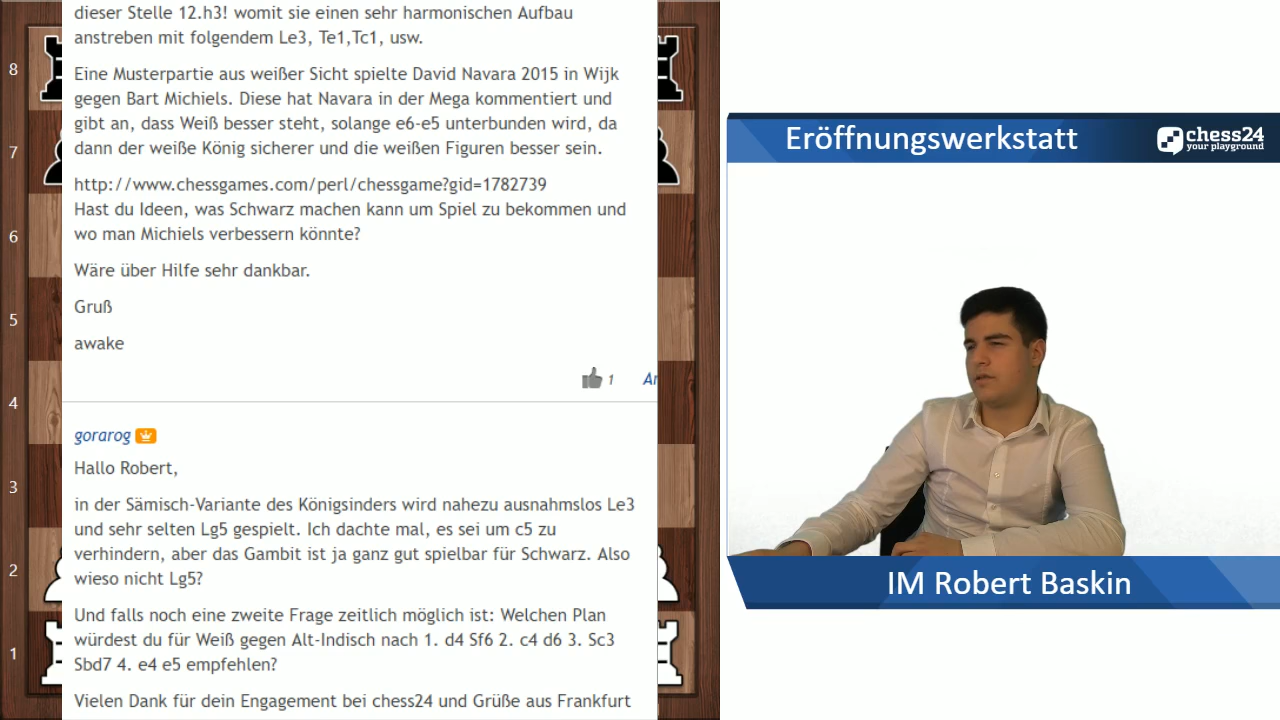 dieser Stelle 12.h3! womit sie einen sehr harmonischen Aufbau
anstreben mit folgendem Le3, Te1,Tc1, usw.
Eine Musterpartie aus weißer Sicht spielte David Navara 2015 in Wijk
gegen Bart Michiels. Diese hat Navara in der Mega kommentiert und
gibt an, dass Weiß besser steht, solange e6-e5 unterbunden wird, da
dann der weiße König sicherer und die weißen Figuren besser sein.
http://www.chessgames.com/perl/chessgame?gid=1782739
Hast du Ideen, was Schwarz machen kann um Spiel zu bekommen und
wo man Michiels verbessern könnte?
Wäre über Hilfe sehr dankbar.
Gruß
awake
1
gorarog
Hallo Robert,
in der Sämisch-Variante des Königsinders wird nahezu ausnahmslos Le3
und sehr selten Lg5 gespielt. Ich dachte mal, es sei um c5 zu
verhindern, aber das Gambit ist ja ganz gut spielbar für Schwarz. Also
wieso nicht Lg5?
Und falls noch eine zweite Frage zeitlich möglich ist: Welchen Plan
würdest du für Weiß gegen Alt-Indisch nach 1. d4 Sf6 2. c4 d6 3. Sc3
Sbd7 4. e4 e5 empfehlen?
Vielen Dank für dein Engagement bei chess24 und Grüße aus Frankfurt
8
7
6
5
4
3
2
1
Eröffnungswerkstatt
chess24
your playground
IM Robert Baskin